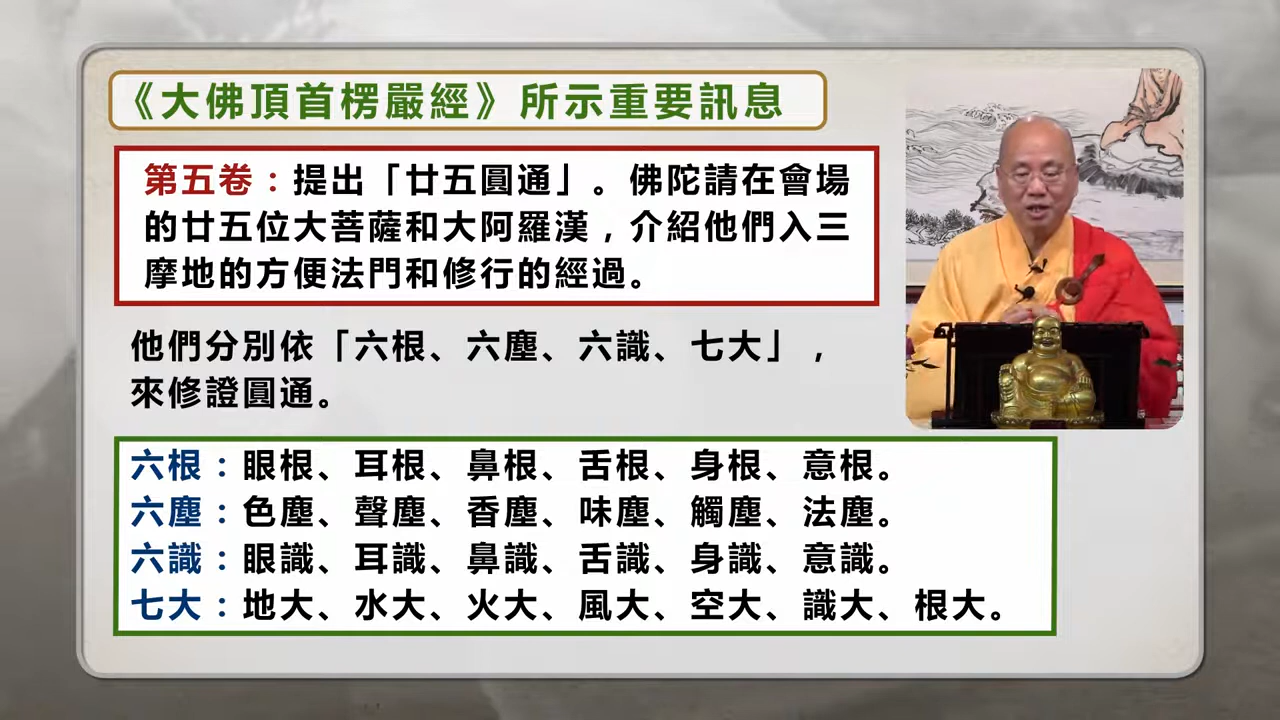 《大佛頂首楞嚴經》所示重要訊息
第五卷：提出「廿五圓通」。佛陀請在會場
的廿五位大菩薩和大阿羅漢，介紹他們入三
摩地的方便法門和修行的經過。
他們分別依「六根、六塵、六識、七大」，
來修證圓通。
六根：眼根、耳根、鼻根、舌根、身根、意根。
六塵：色塵、聲塵、香塵、味塵、觸塵、法塵。
六識：眼識、耳識、鼻識、舌識、身識、意識。
七大：地大、水大、火大、風大、空大、識大、根大。